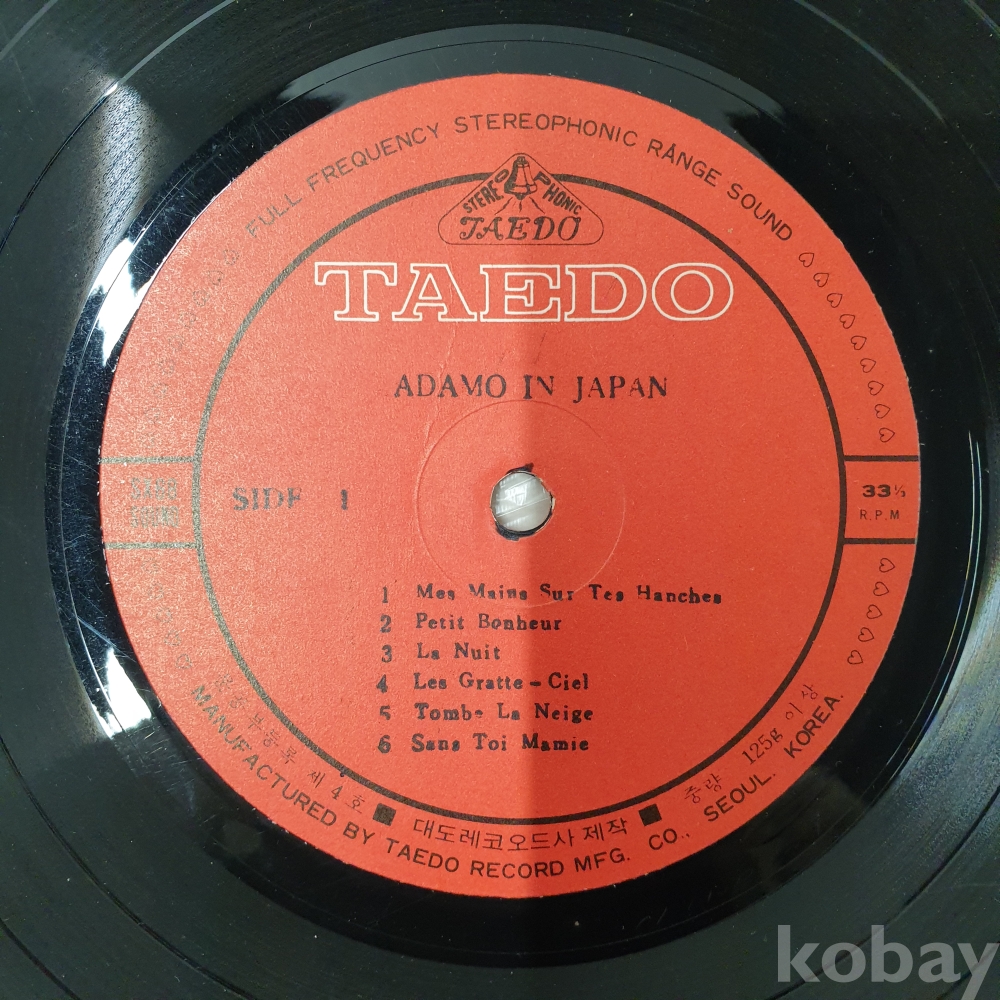 FULL FREQUENCY STEREOPHONIC RANGE SOUND
STEREOPHONIC
TAEDO
TAEDO
ADAMO IN JAPAN
SIDE 1
33⅓
R.P.M
1 Mes Mains Sur Tes Hanches
2 Petit Bonheur
3 La Nuit
4 Les Gratte-Ciel
5 Tombe La Neige
6 Sans Toi Mamie
제4호 ■ 대도레코오드사 제작 ■ 중량 125g 이상
MANUFACTURED BY TAEDO RECORD MFG. CO., SEOUL. KOREA.
kobay